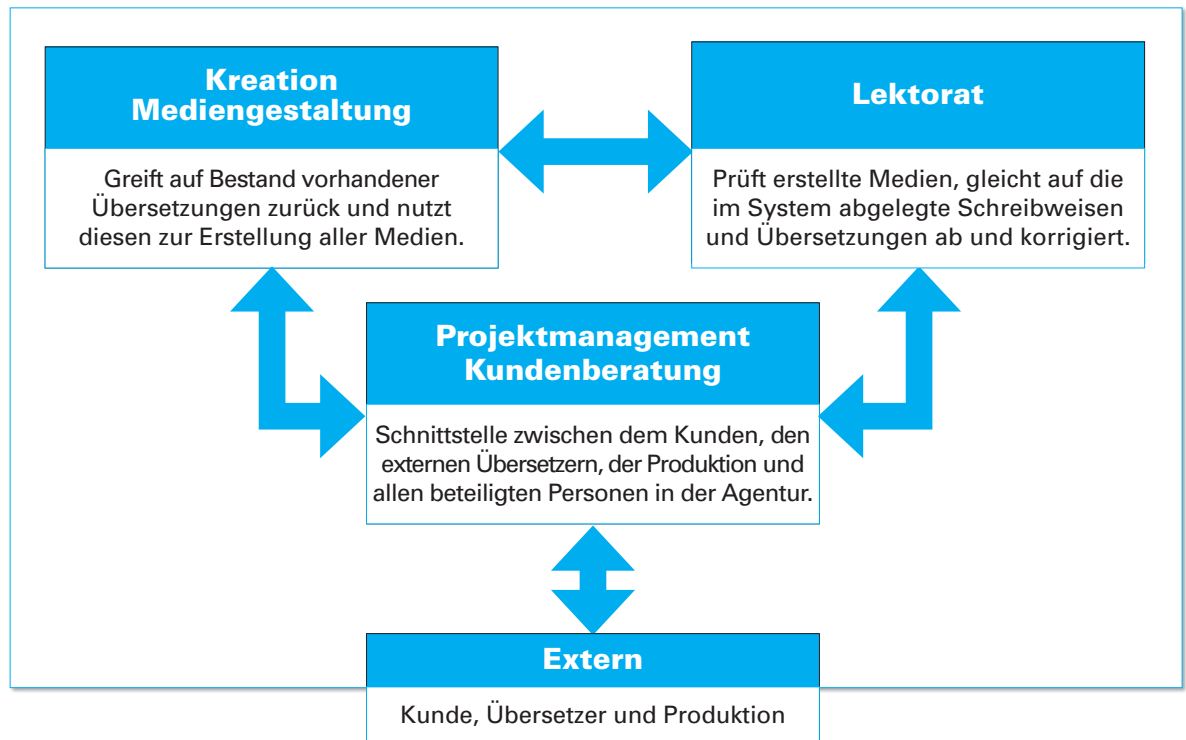 Kreation
Mediengestaltung
Greift auf Bestand vorhandener
Übersetzungen zurück und nutzt
diesen zur Erstellung aller Medien.
Lektorat
Prüft erstellte Medien, gleicht auf die
im System abgelegte Schreibweisen
und Übersetzungen ab und korrigiert.
Projektmanagement
Kundenberatung
Schnittstelle zwischen dem Kunden, den
externen Übersetzern, der Produktion und
allen beteiligten Personen in der Agentur.
Extern
Kunde, Übersetzer und Produktion